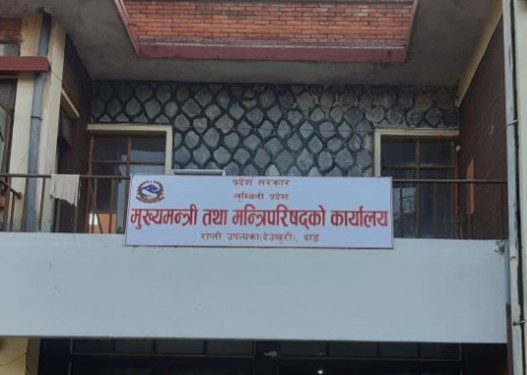 प्रदेश सरकार
लुम्बिनी प्रदेश
मुख्यमन्त्री तथा मन्त्रिपरिषद्को कार्यालय
राप्ती उपत्यका(देउखुरी), दाङ